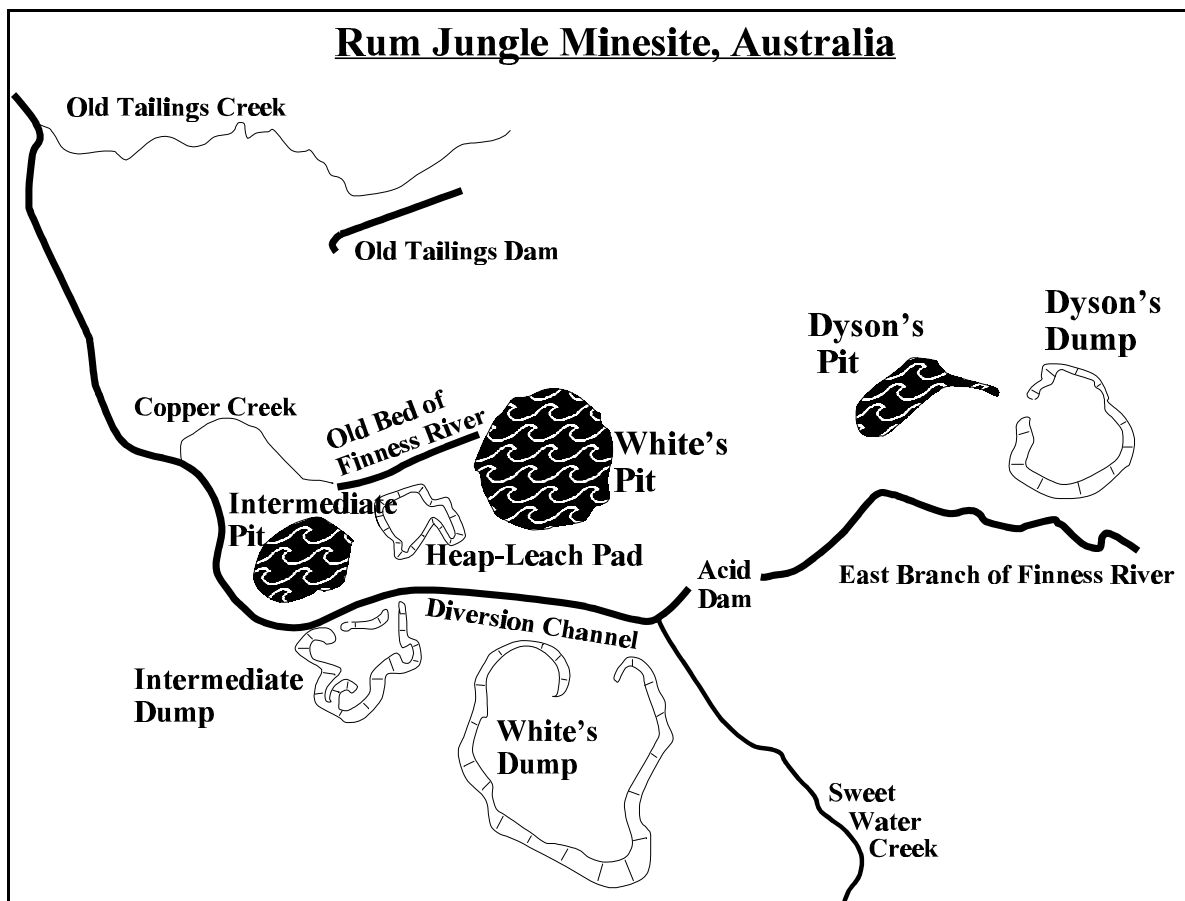 Rum Jungle Minesite, Australia
Old Tailings Creek
Old Tailings Dam
Dyson’s
Dump
Dyson’s
Pit
Copper Creek
Old Bed of
Finness River
White’s
Pit
Intermediate
Pit
Heap-Leach Pad
Acid
Dam
East Branch of Finness River
Diversion Channel
Intermediate
Dump
White’s
Dump
Sweet
Water
Creek